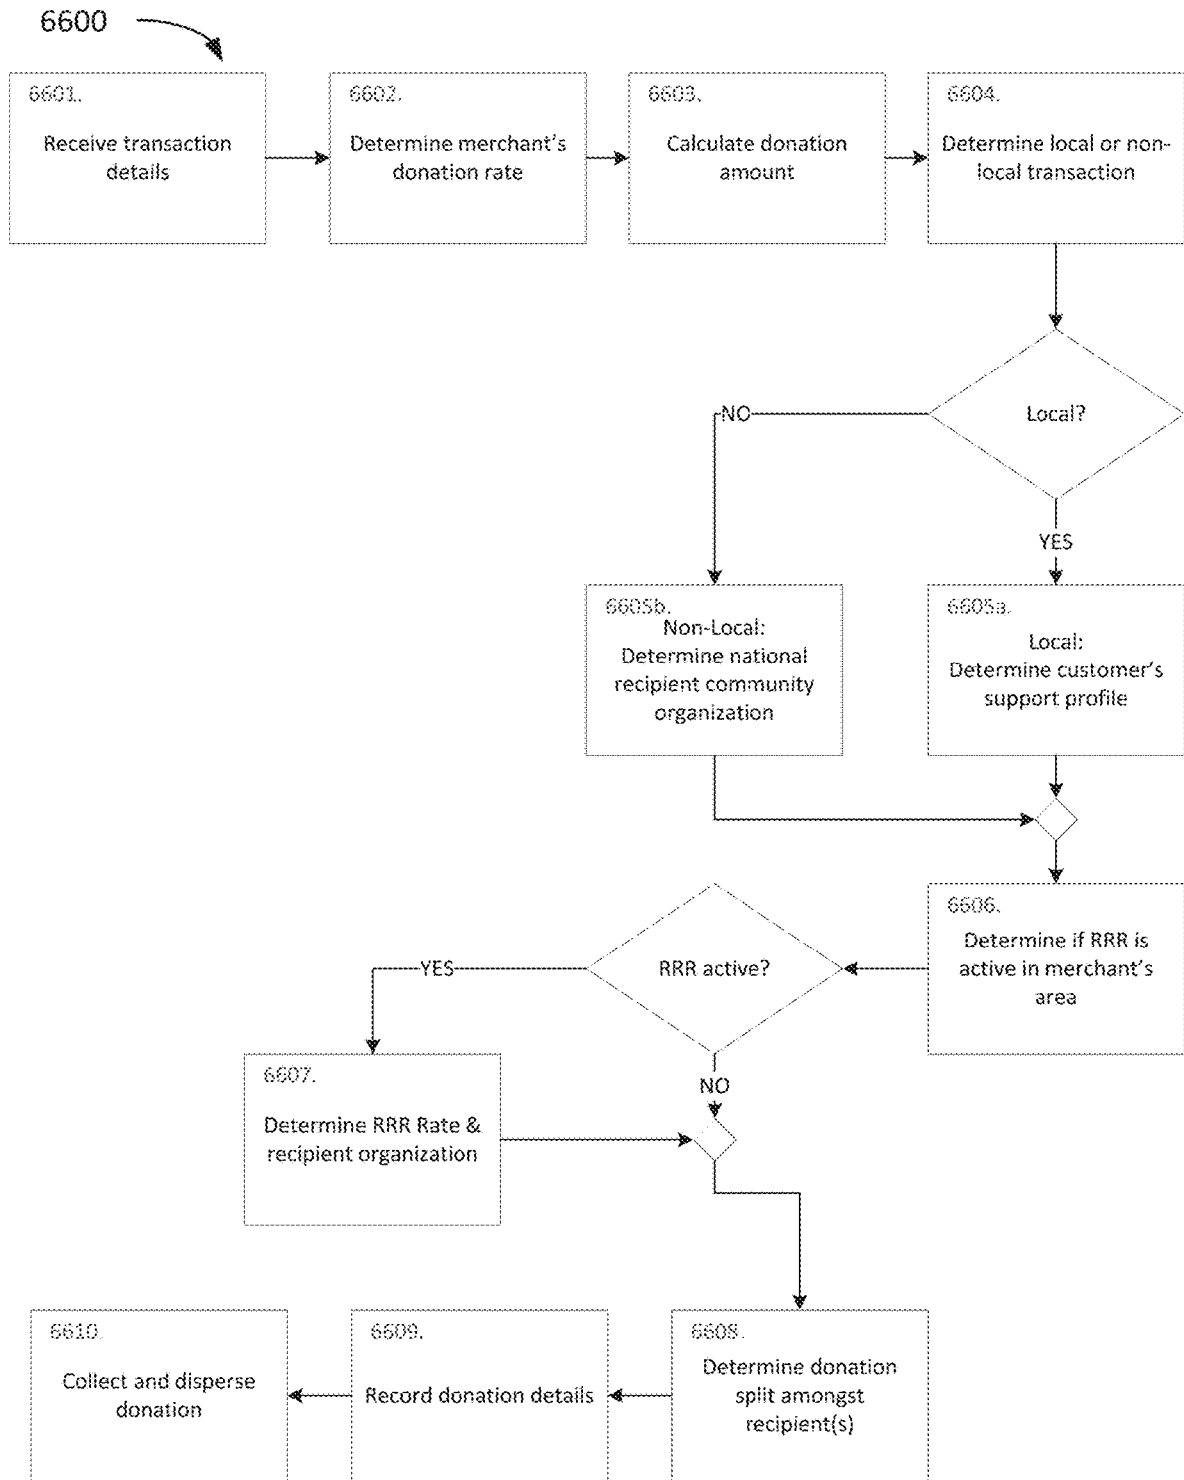 6600
6601.
Receive transaction
details
6602.
Determine merchant's
donation rate
6603.
Calculate donation
amount
6604.
Determine local or non-
local transaction
Local?
NO
YES
6605b.
Non-Local:
Determine national
recipient community
organization
6605a.
Local:
Determine customer's
support profile
6606.
Determine if RRR is
active in merchant's
area
RRR active?
YES
NO
6607.
Determine RRR Rate &
recipient organization
6608.
Determine donation
split amongst
recipient(s)
6609.
Record donation details
6610.
Collect and disperse
donation